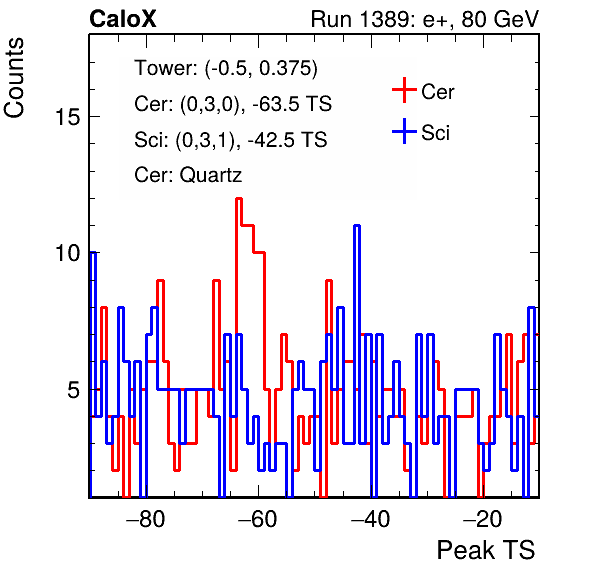 CaloX Run 1389: e+, 80 GeV
Counts
Tower: (-0.5, 0.375)
Cer: (0,3,0), -63.5 TS
Sci: (0,3,1), -42.5 TS
Cer: Quartz
Cer
Sci
15
10
5
−80 −60 −40 −20
Peak TS